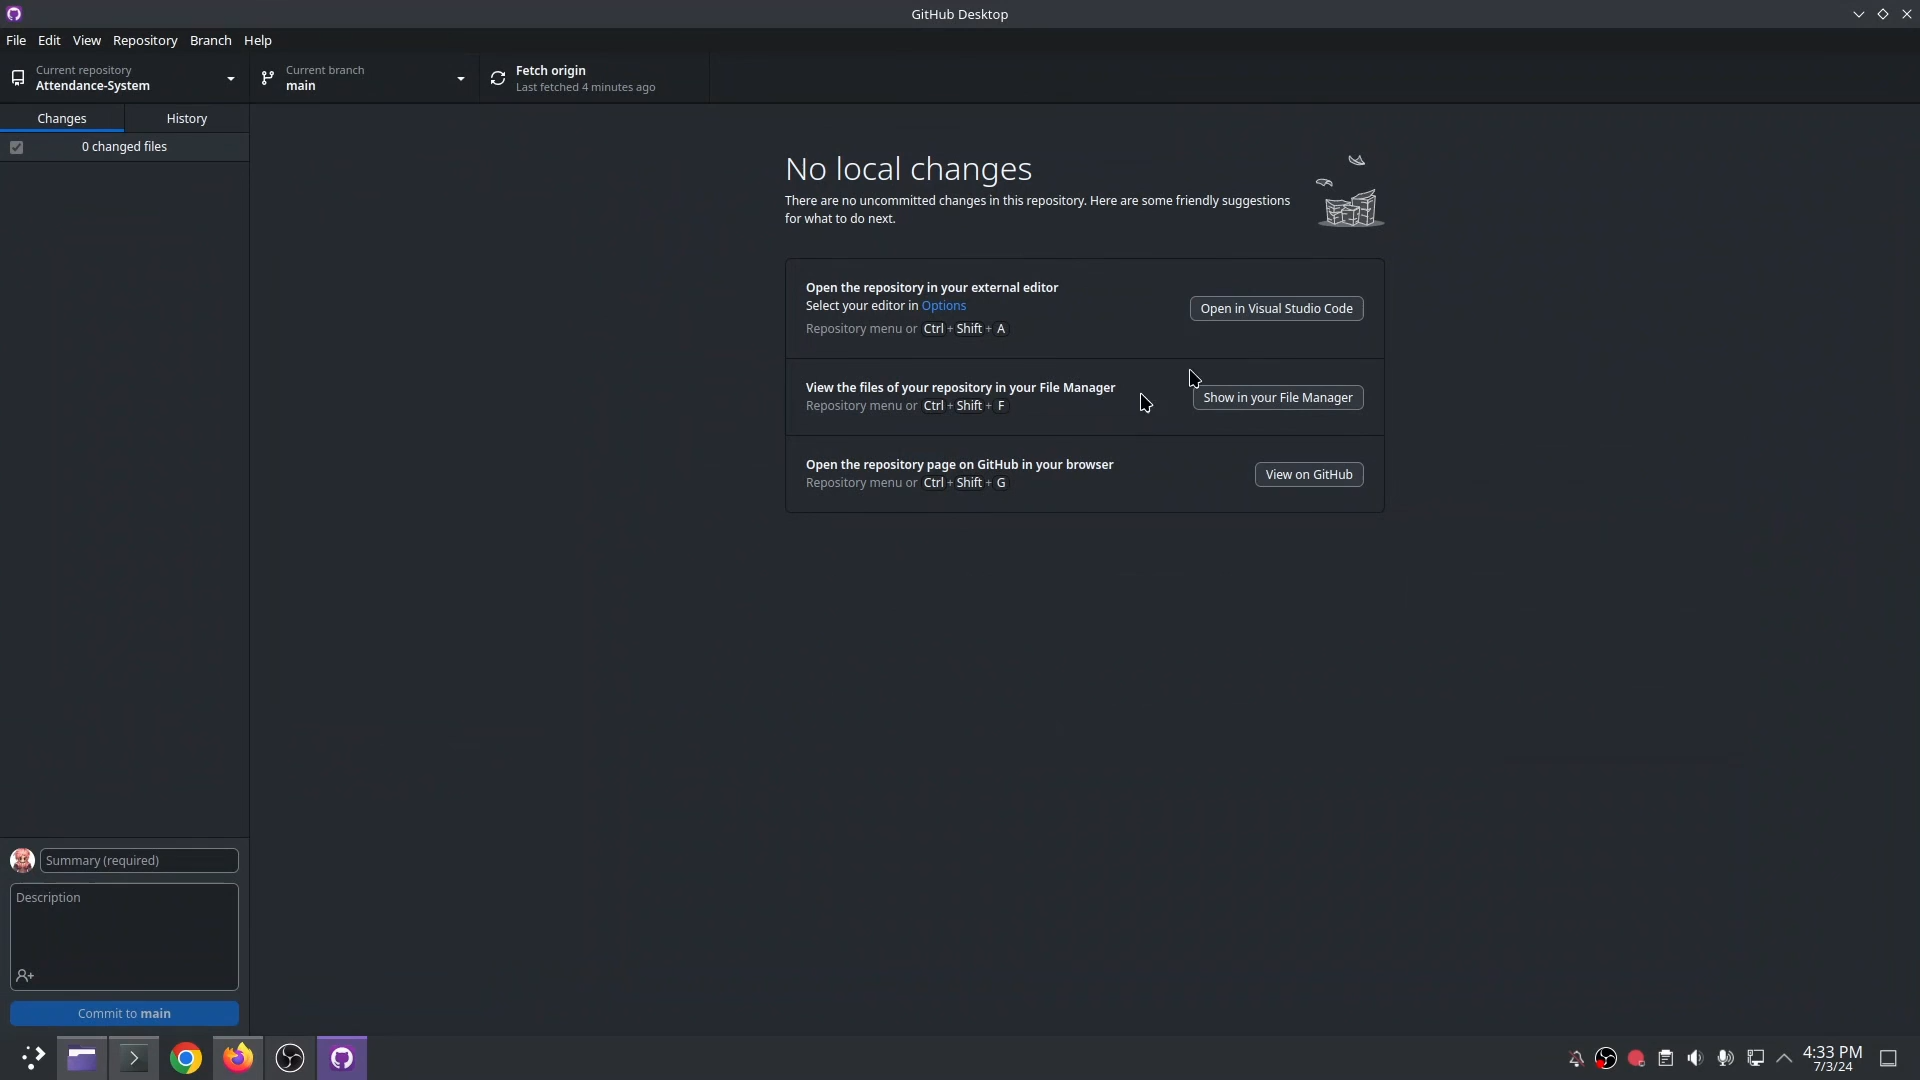 GitHub Desktop
File Edit View Repository Branch Help
Current repository
Attendance-System
Current branch
main
Fetch origin
Last fetched 4 minutes ago
Changes
History
0 changed files
No local changes
There are no uncommitted changes in this repository. Here are some friendly suggestions
for what to do next.
Open the repository in your external editor
Select your editor in Options
Repository menu or Ctrl + Shift + A
Open in Visual Studio Code
View the files of your repository in your File Manager
Repository menu or Ctrl + Shift + F
Show in your File Manager
Open the repository page on GitHub in your browser
Repository menu or Ctrl + Shift + G
View on GitHub
Summary (required)
Description
Commit to main
4:33 PM
7/3/24